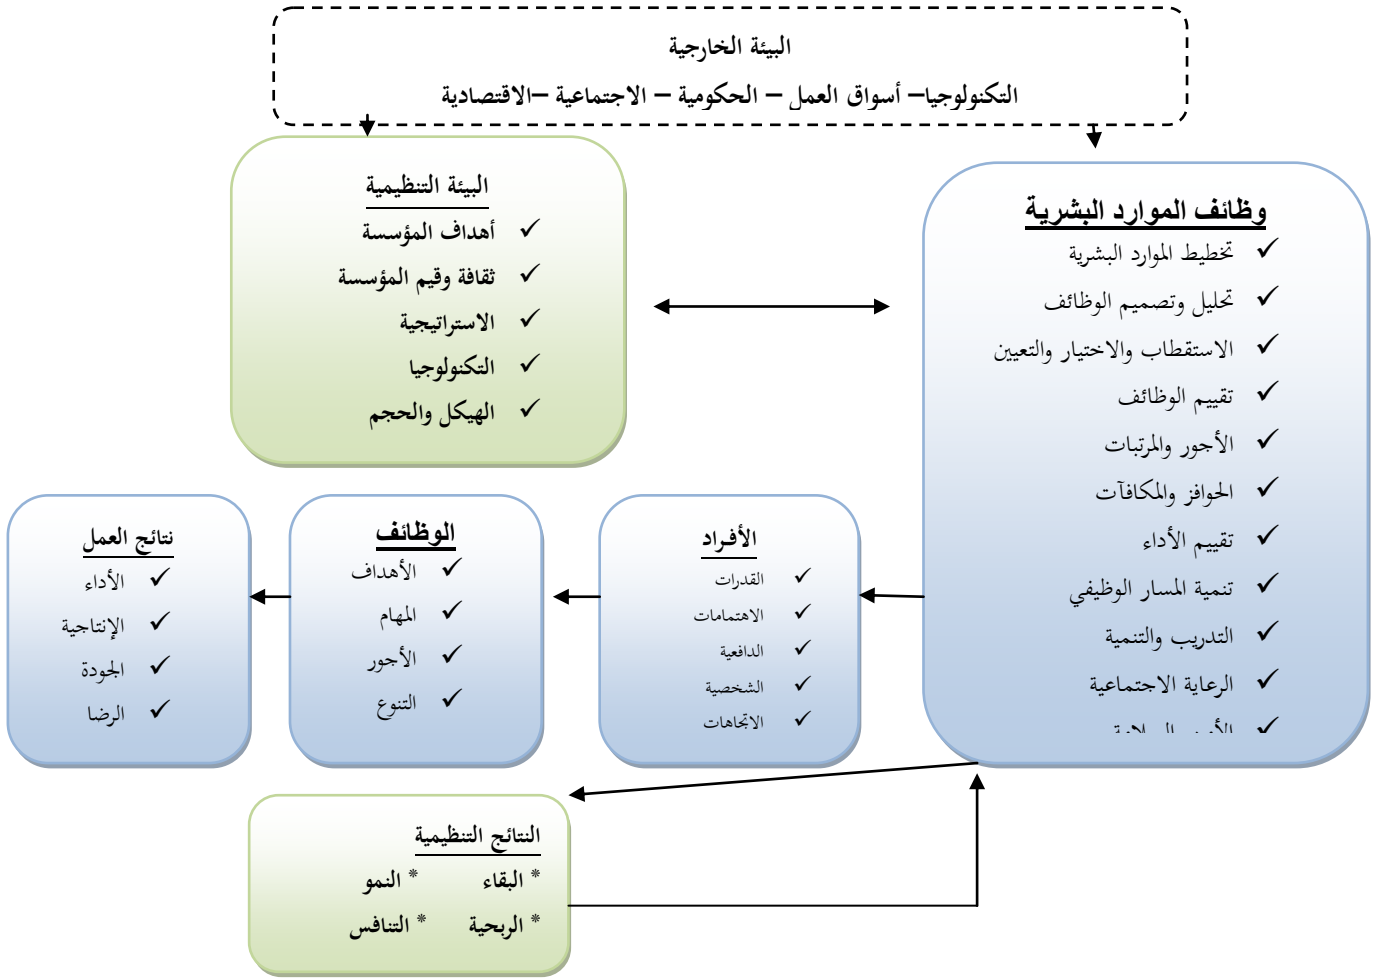 البيئة الخارجية
التكنولوجيا– أسواق العمل – الحكومية – الاجتماعية –الاقتصادية
وظائف الموارد البشرية
✓ تخطيط الموارد البشرية
✓ تحليل وتصميم الوظائف
✓ الاستقطاب والاختيار والتعيين
✓ تقييم الوظائف
✓ الأجور والمرتبات
✓ الحوافز والمكافآت
✓ تقييم الأداء
✓ تنمية المسار الوظيفي
✓ التدريب والتنمية
✓ الرعاية الاجتماعية
البيئة التنظيمية
✓ أهداف المؤسسة
✓ ثقافة وقيم المؤسسة
✓ الاستراتيجية
✓ التكنولوجيا
✓ الهيكل والحجم
الأفراد
✓ القدرات
✓ الاهتمامات
✓ الدافعية
✓ الشخصية
✓ الاتجاهات
الوظائف
✓ الأهداف
✓ المهام
✓ الأجور
✓ التنوع
نتائج العمل
✓ الأداء
✓ الإنتاجية
✓ الجودة
✓ الرضا
النتائج التنظيمية
* البقاء * النمو
* الربحية * التنافس